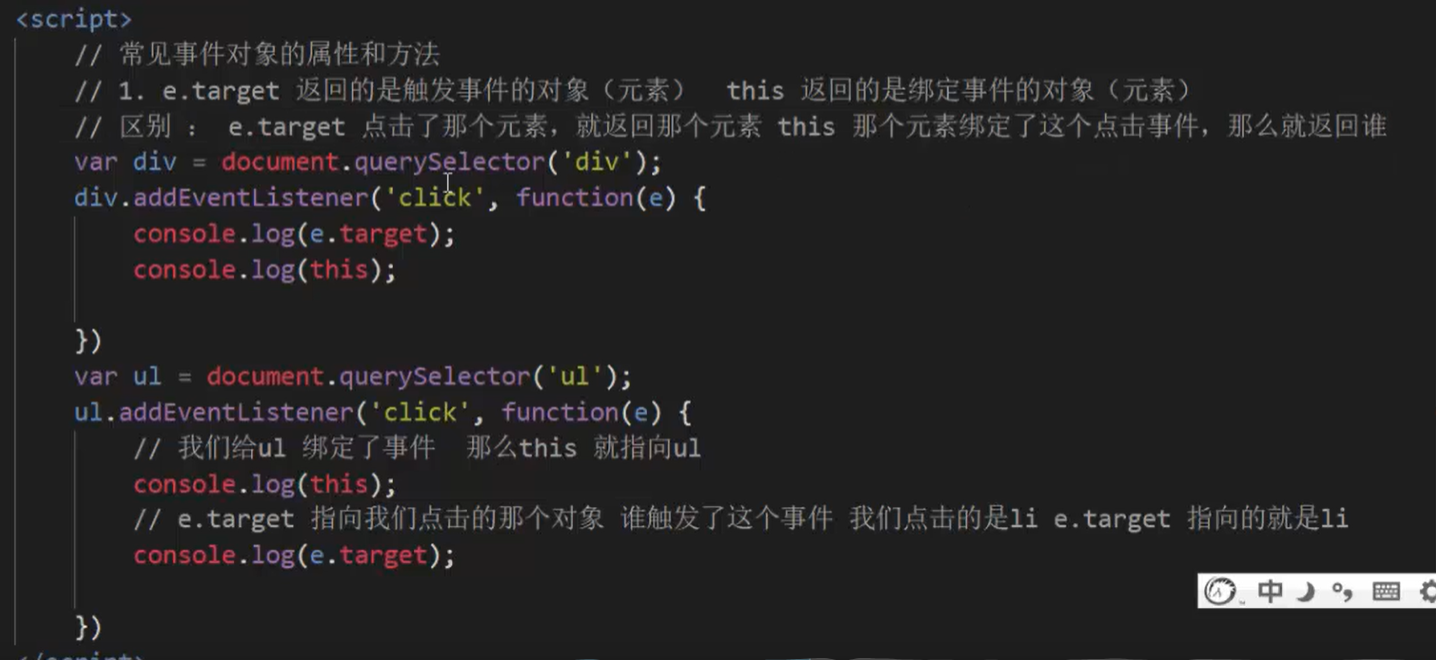 <script>
// 常见事件对象的属性和方法
// 1. e.target 返回的是触发事件的对象（元素） this 返回的是绑定事件的对象（元素）
// 区别 ： e.target 点击了那个元素，就返回那个元素 this 那个元素绑定了这个点击事件，那么就返回谁
var div = document.querySelector('div');
div.addEventListener('click', function(e) {
console.log(e.target);
console.log(this);
})
var ul = document.querySelector('ul');
ul.addEventListener('click', function(e) {
// 我们给ul 绑定了事件 那么this 就指向ul
console.log(this);
// e.target 指向我们点击的那个对象 谁触发了这个事件 我们点击的是li e.target 指向的就是li
console.log(e.target);
中
})
</script>